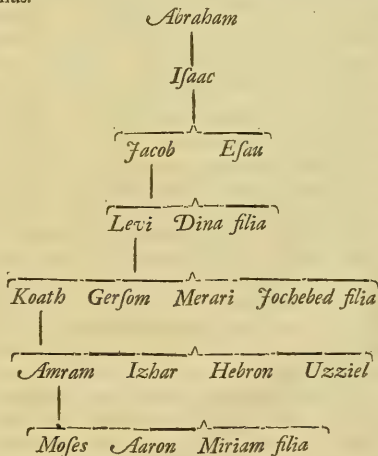 Abraham
Iſaac
Jacob Eſau
Levi Dina filia
Koath Gerſom Merari Jochebed filia
Amram Izhar Hebron Uzziel
Moſes Aaron Miriam filia